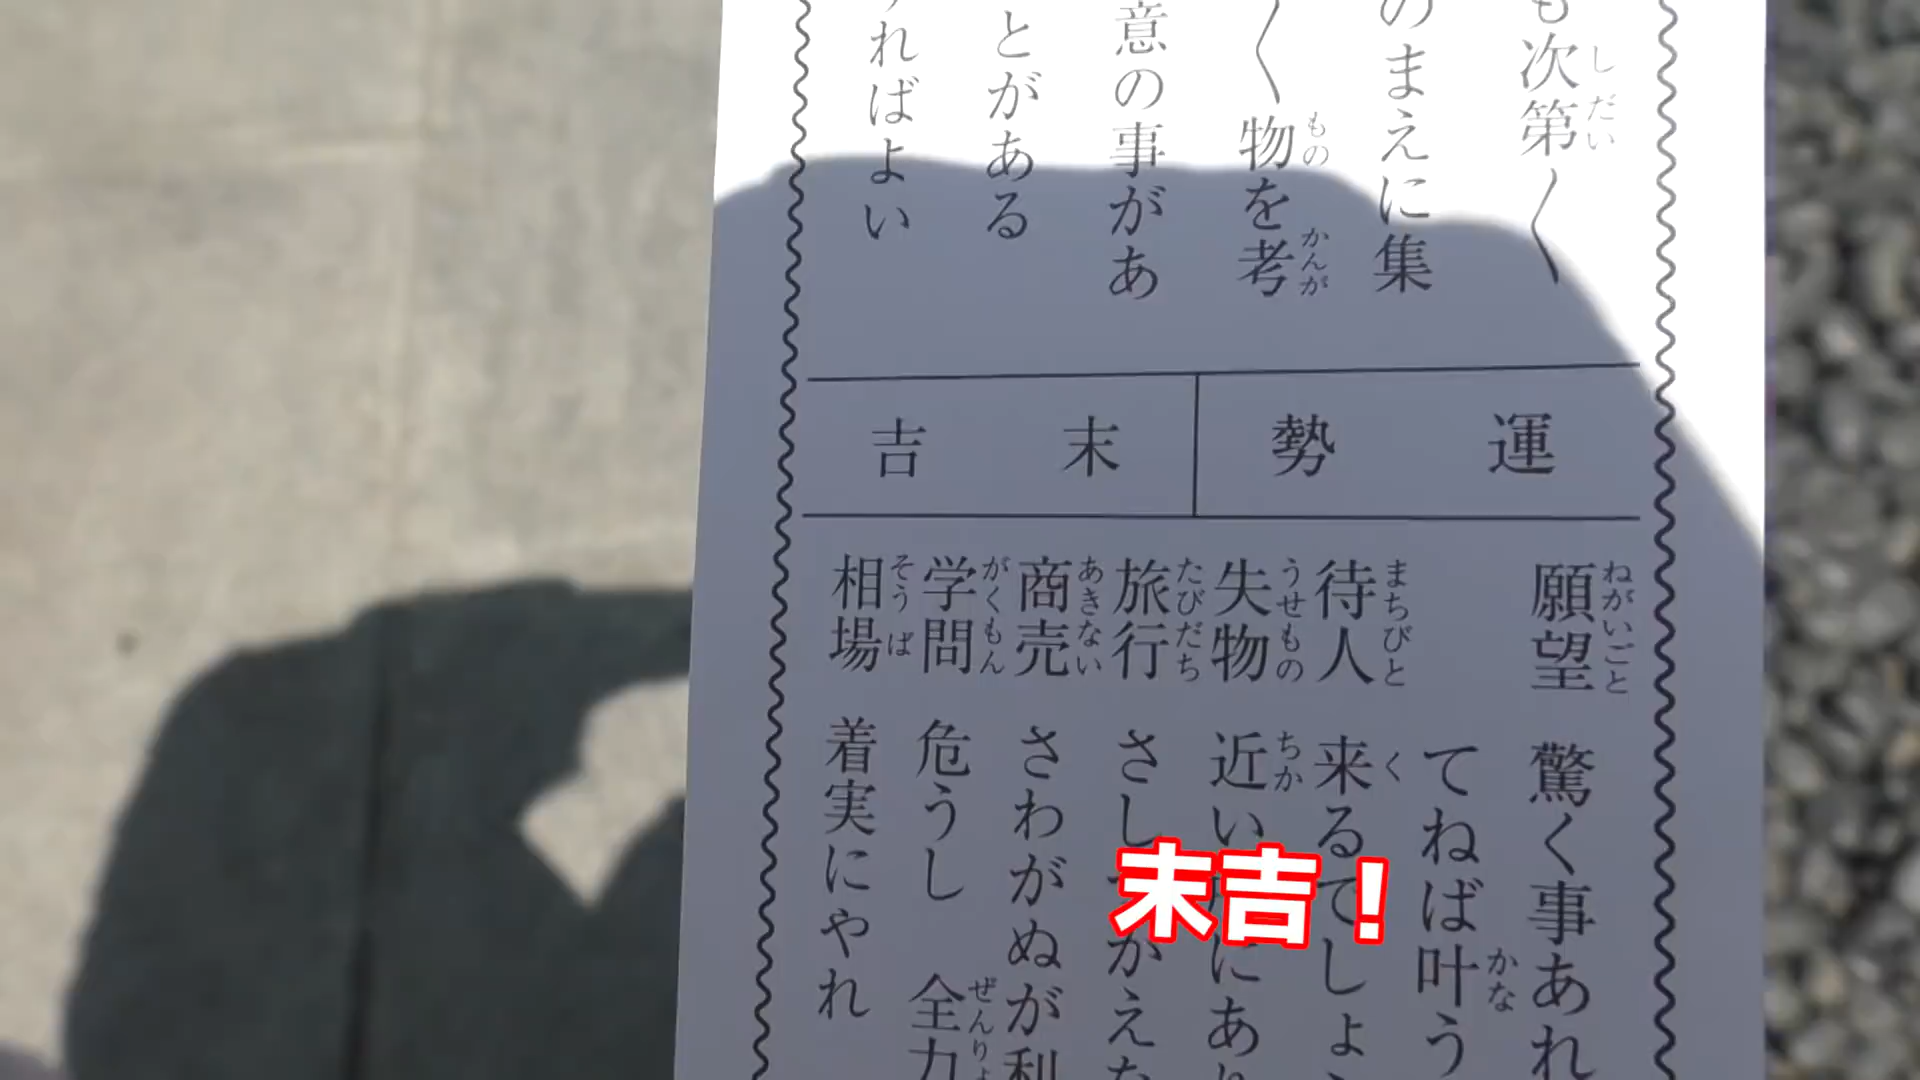 も次第〱
のまえに集
〱物を考
意の事があ
とがある
ればよい
運勢
末吉
願望 驚く事あれ
てねば叶う
待人 来るでしょ
失物 近い
にあ
旅行 さし
かえ
商売 さわがぬが利
学問 危うし 全力
相場 着実にやれ
末吉!